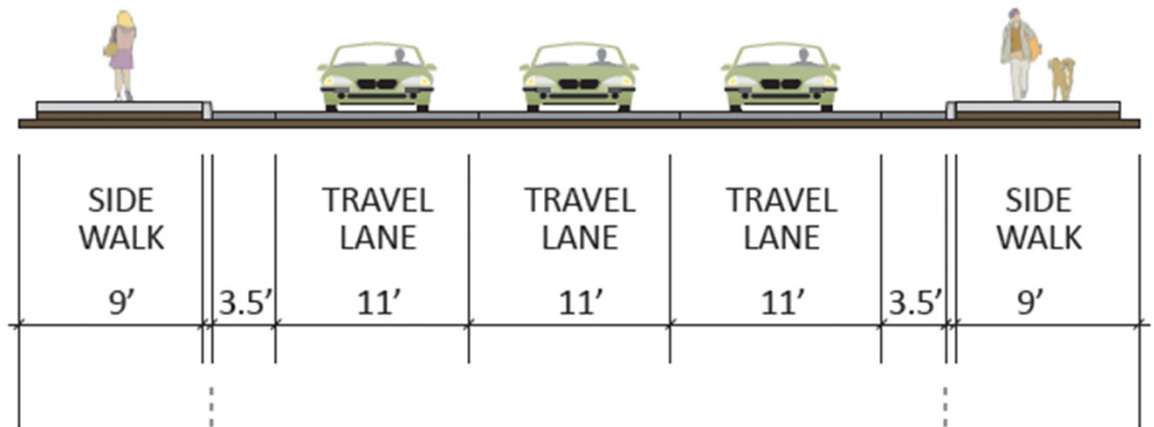 SIDE WALK
9’
3.5’
TRAVEL LANE
11’
TRAVEL LANE
11’
TRAVEL LANE
11’
3.5’
SIDE WALK
9’